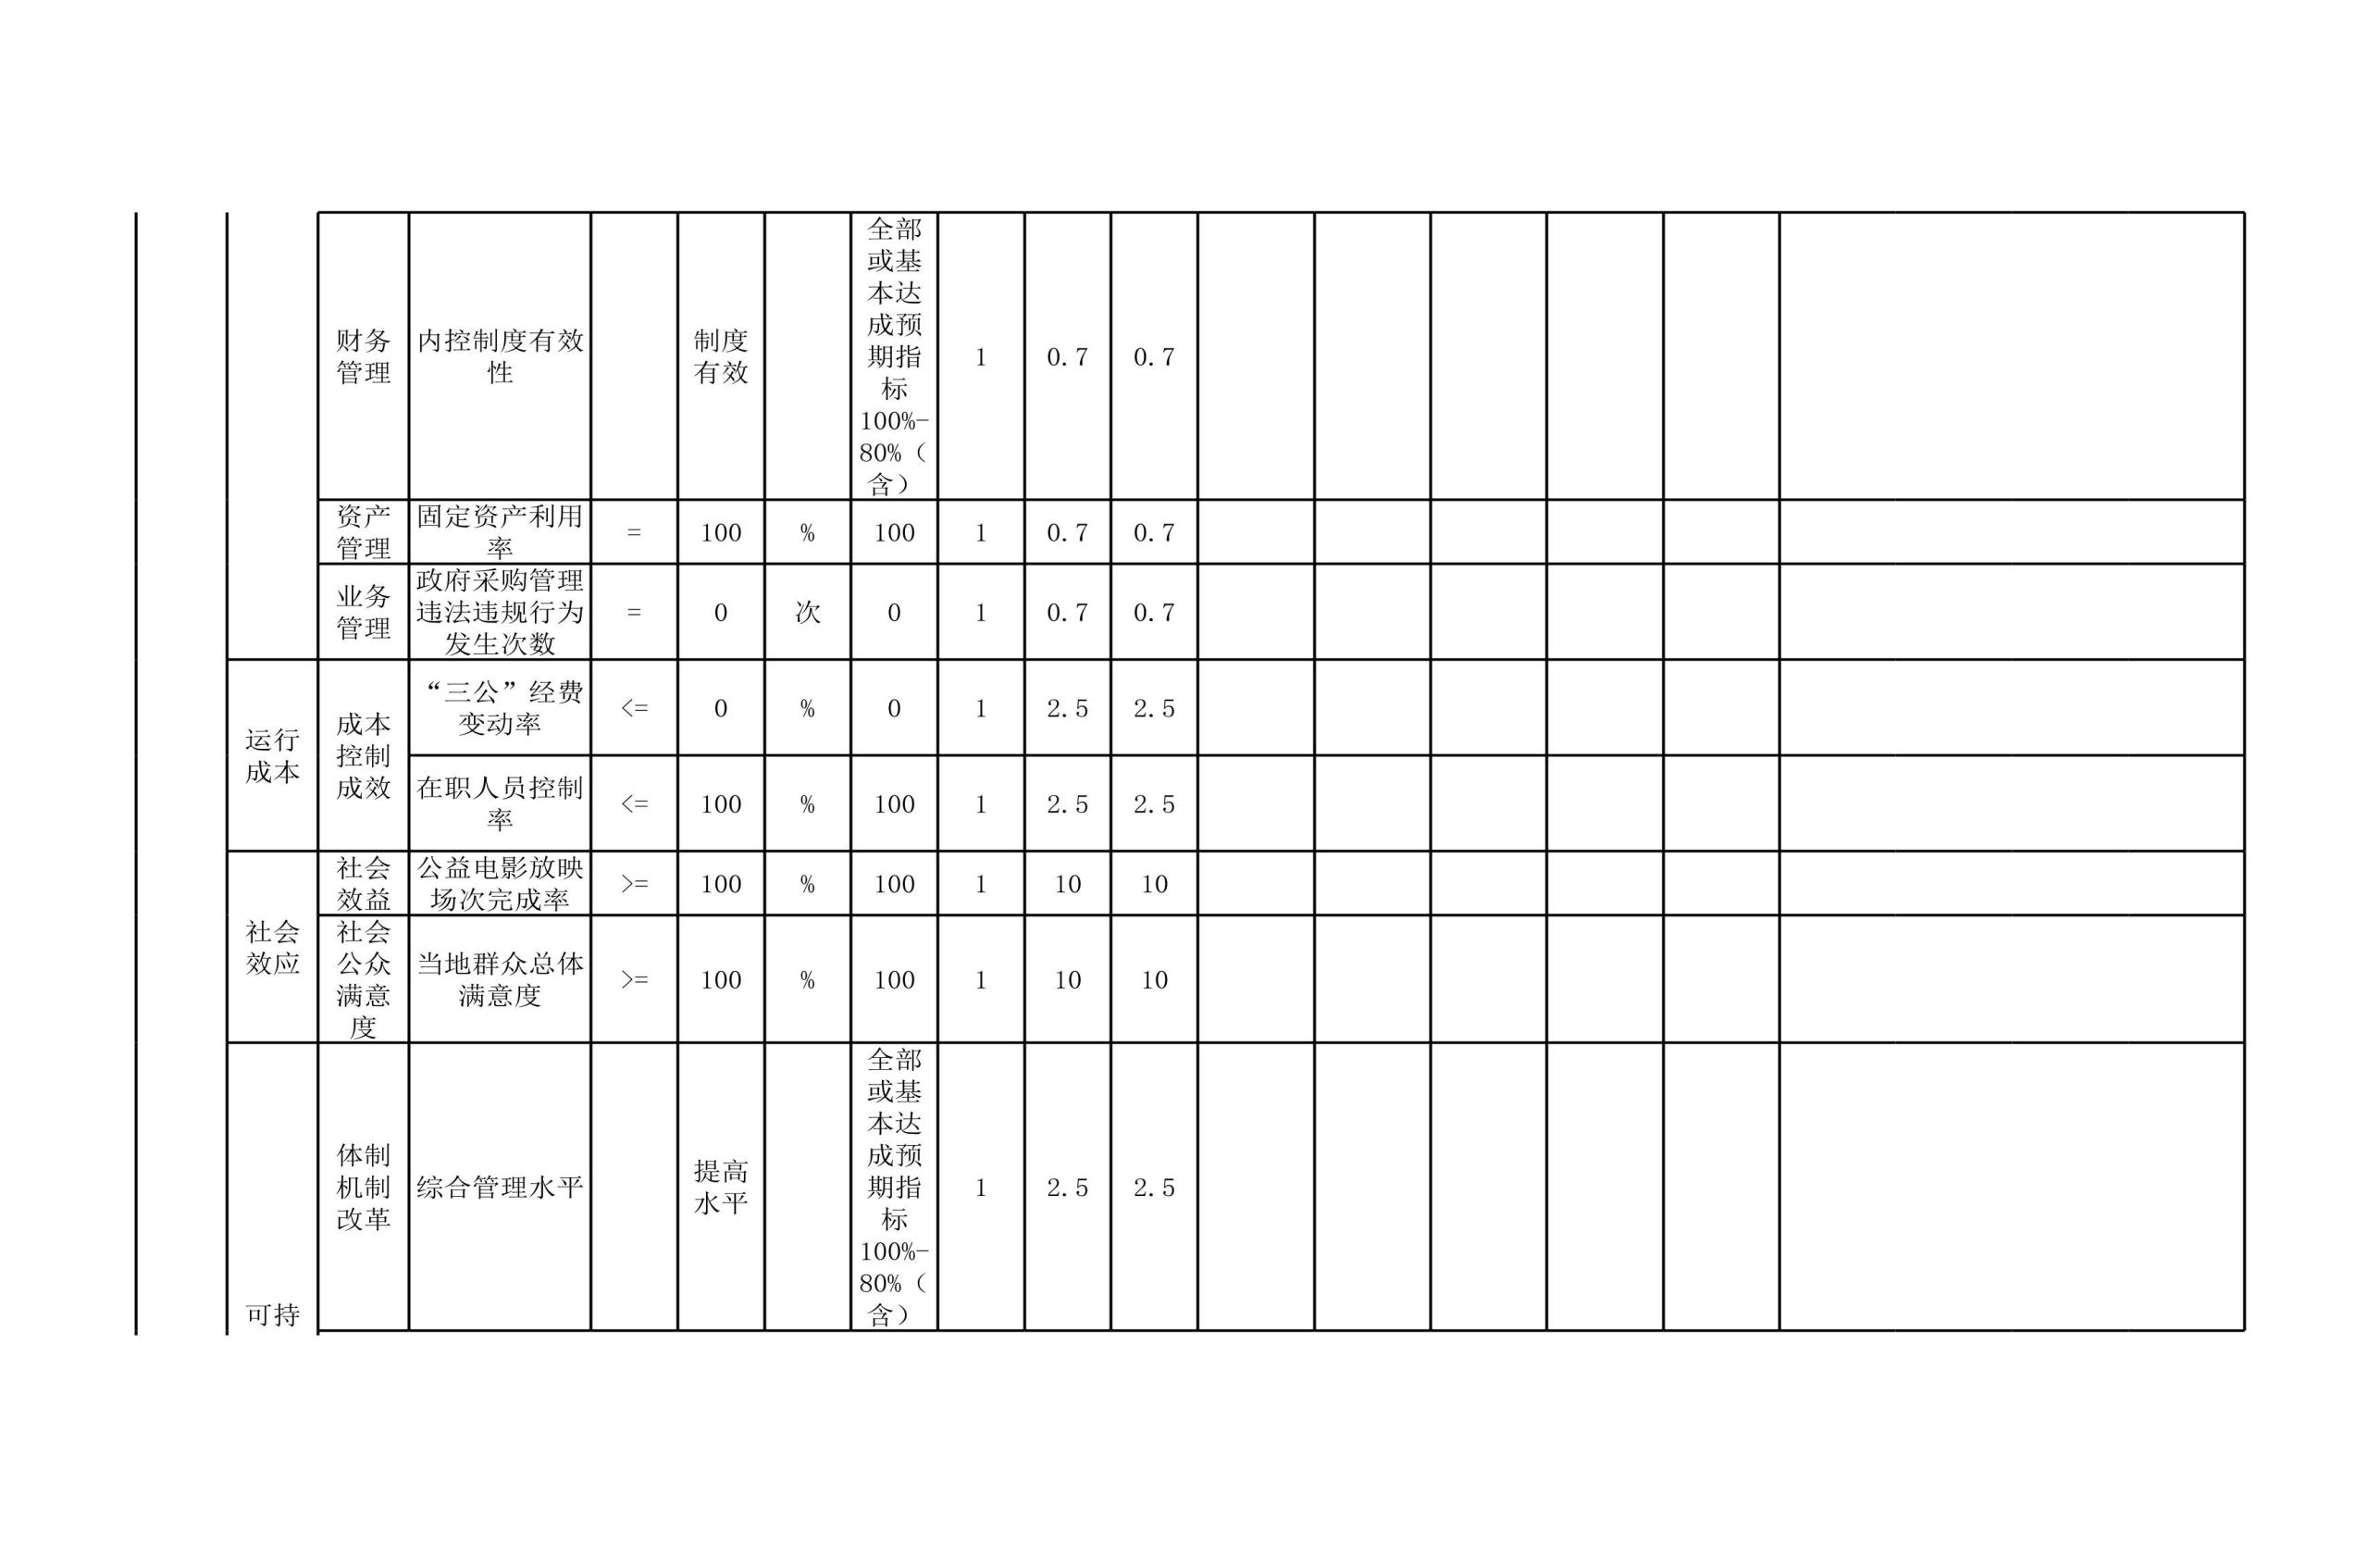 财务
管理
内控制度有效
性
制度
有效
全部
或基
本达
成预
期指
标
100%-
80%（
含）
1
0.7
0.7
资产
管理
固定资产利用
率
=
100
%
100
1
0.7
0.7
业务
管理
政府采购管理
违法违规行为
发生次数
=
0
次
0
1
0.7
0.7
运行
成本
成本
控制
成效
“三公”经费
变动率
<=
0
%
0
1
2.5
2.5
在职人员控制
率
<=
100
%
100
1
2.5
2.5
社会
效应
社会
效益
公益电影放映
场次完成率
>=
100
%
100
1
10
10
社会
公众
满意
度
当地群众总体
满意度
>=
100
%
100
1
10
10
可持
体制
机制
改革
综合管理水平
提高
水平
全部
或基
本达
成预
期指
标
100%-
80%（
含）
1
2.5
2.5